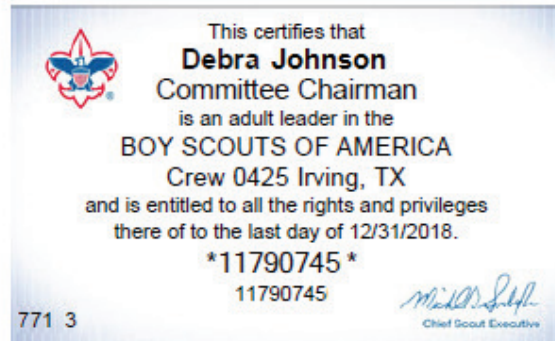 This certifies that
Debra Johnson
Committee Chairman
is an adult leader in the
BOY SCOUTS OF AMERICA
Crew 0425 Irving, TX
and is entitled to all the rights and privileges
there of to the last day of 12/31/2018.
*11790745 *
11790745
Chief Scout Executive
771 3